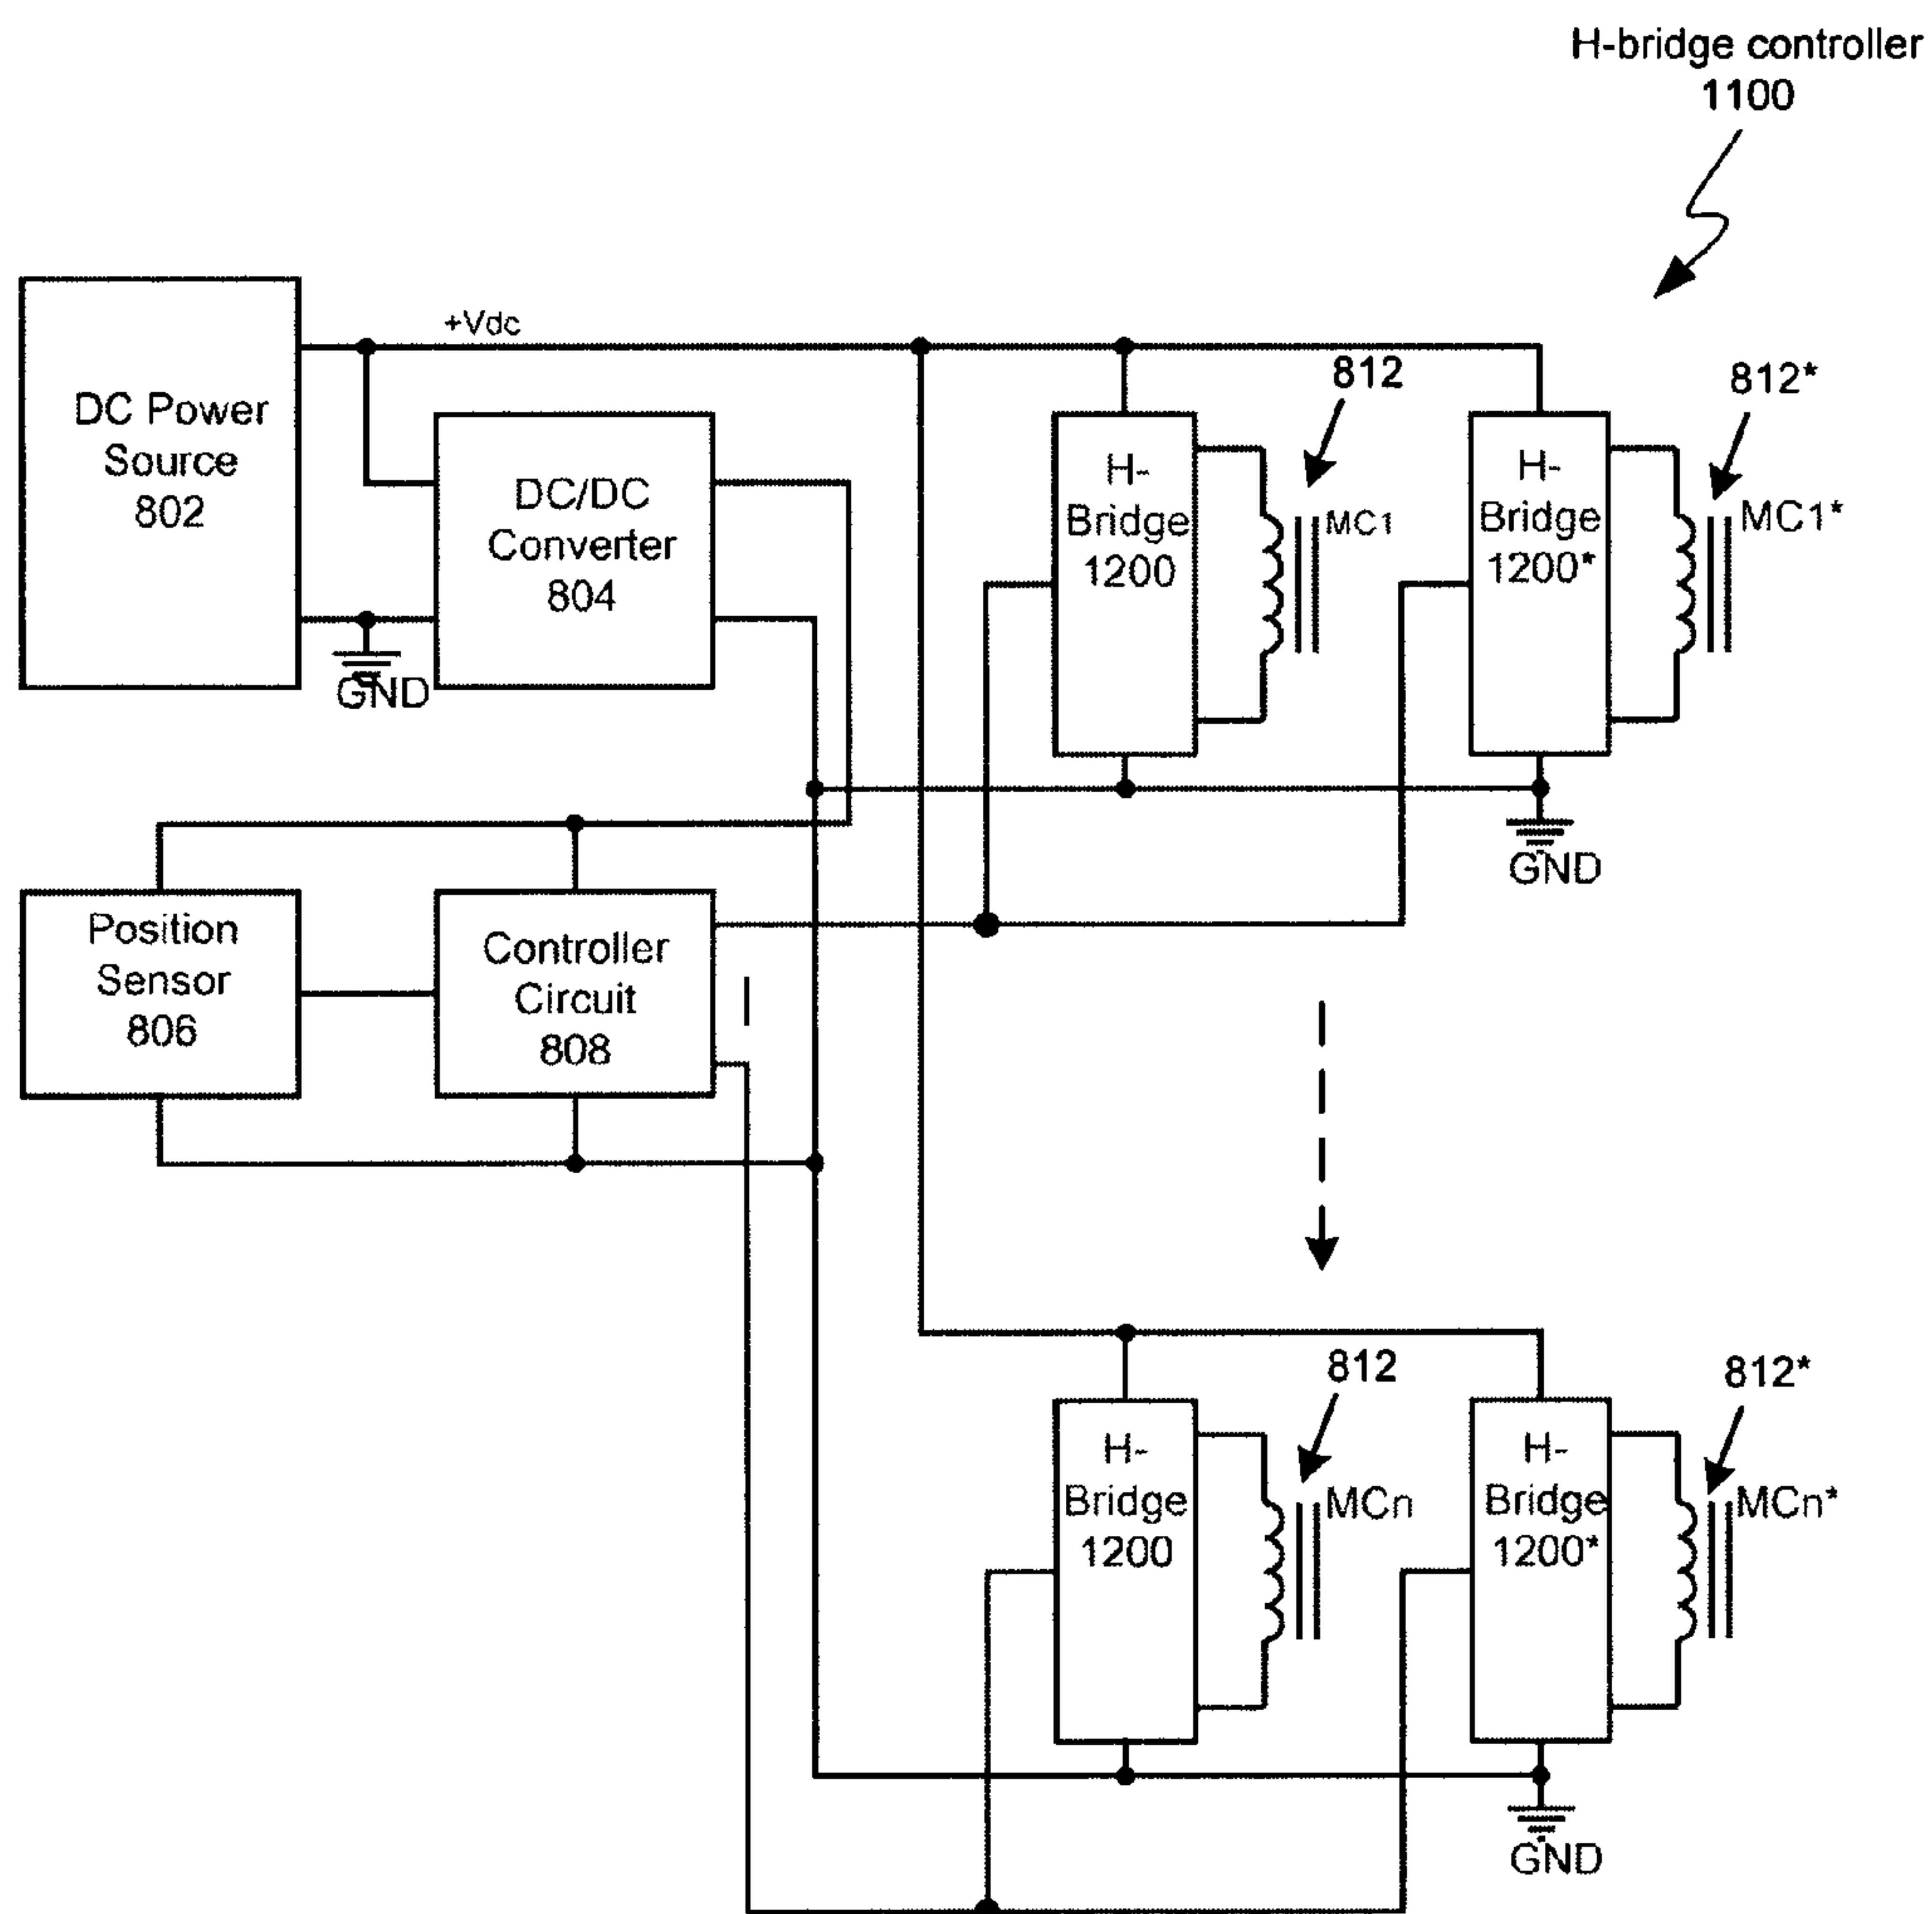 H-bridge controller
1100
+Vdc
DC Power
Source
802
GND
DC/DC
Converter
804
812
H-
Bridge
1200
MC1
812*
H-
Bridge
1200*
MC1*
GND
Position
Sensor
806
Controller
Circuit
808
812
H-
Bridge
1200
MCn
812*
H-
Bridge
1200*
MCn*
GND